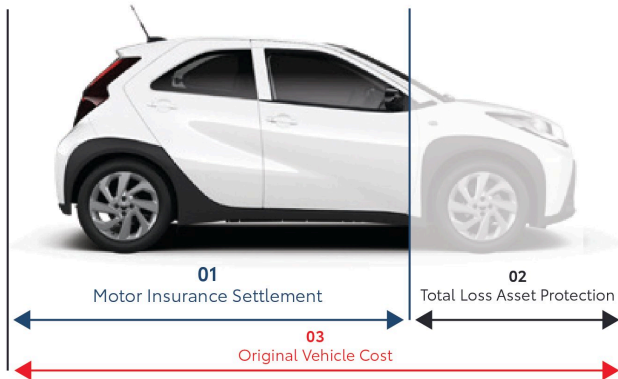 01
Motor Insurance Settlement
02
Total Loss Asset Protection
03
Original Vehicle Cost